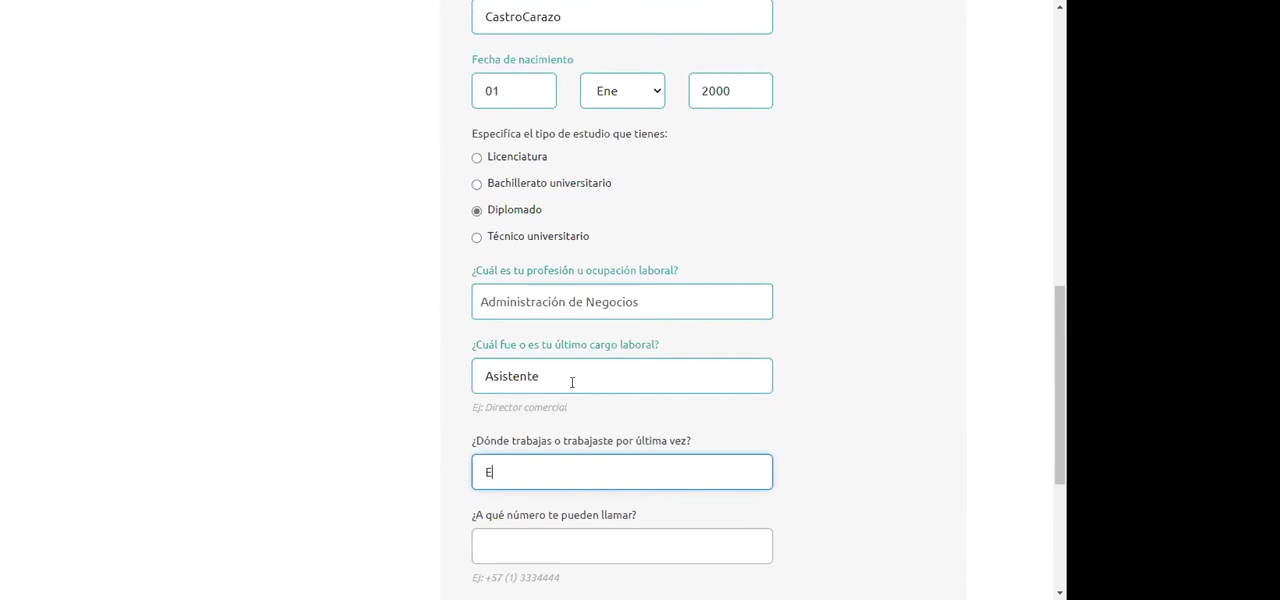 CastroCarazo
Fecha de nacimiento
01 Ene 2000
Especifica el tipo de estudio que tienes:
Licenciatura
Bachillerato universitario
Diplomado
Técnico universitario
¿Cuál es tu profesión u ocupación laboral?
Administración de Negocios
¿Cuál fue o es tu último cargo laboral?
Asistente
Ej: Director comercial
¿Dónde trabajas o trabajaste por última vez?
E
¿A qué número te pueden llamar?
Ej: +57 (1) 3334444